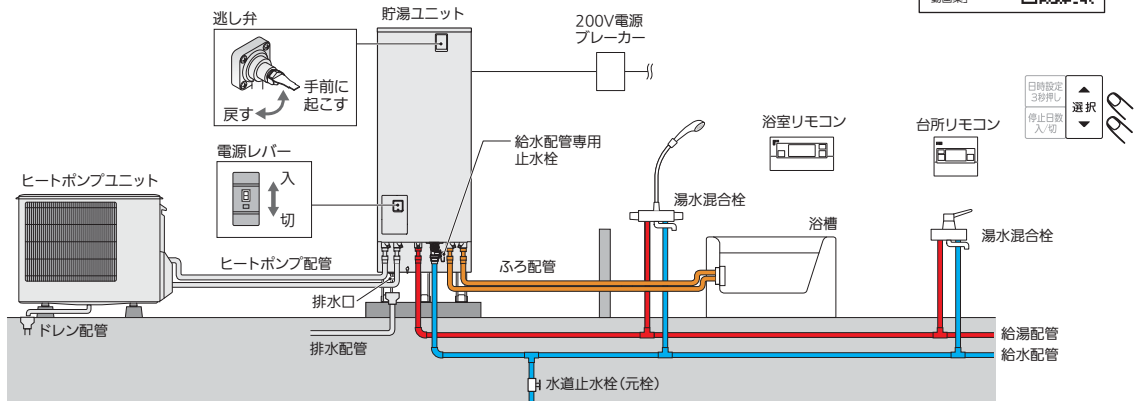 逃し弁
手前に
起こす
戻す
貯湯ユニット
200V電源
ブレーカー
電源レバー
入
切
給水配管専用
止水栓
ヒートポンプユニット
ヒートポンプ配管
ふろ配管
排水口
ドレン配管
排水配管
浴室リモコン
台所リモコン
日時設定
3秒押し
停止日数
入/切
▲
選択
▼
湯水混合栓
浴槽
湯水混合栓
給湯配管
給水配管
水道止水栓(元栓)